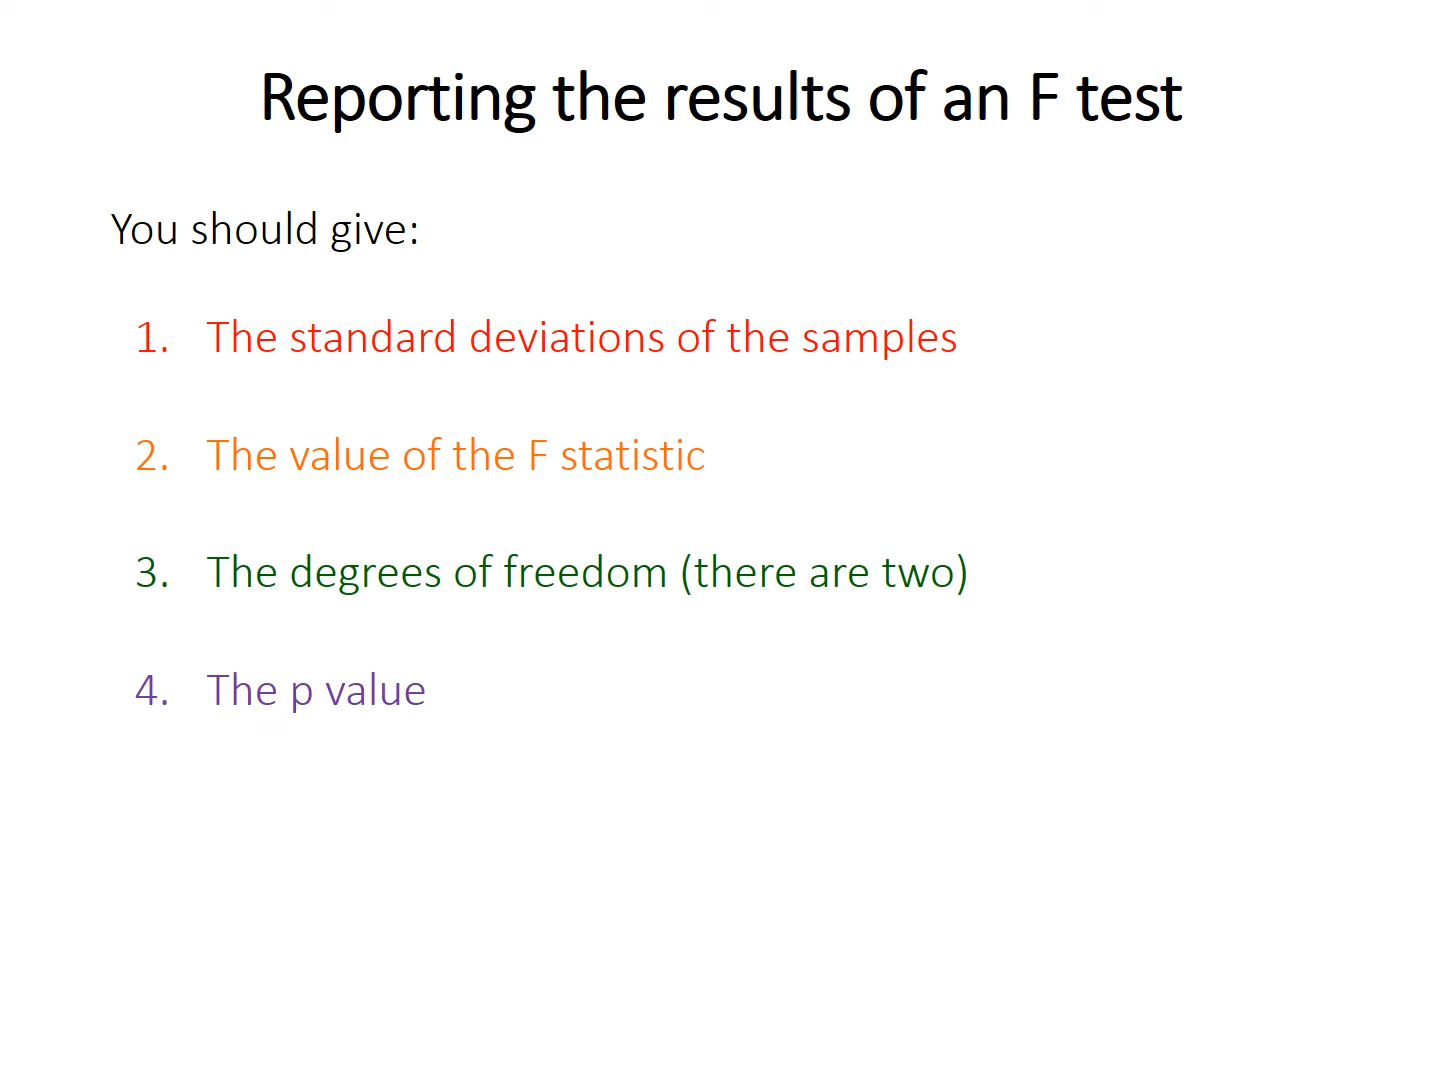 Reporting the results of an F test
You should give:
1. The standard deviations of the samples
2. The value of the F statistic
3. The degrees of freedom (there are two)
4. The p value